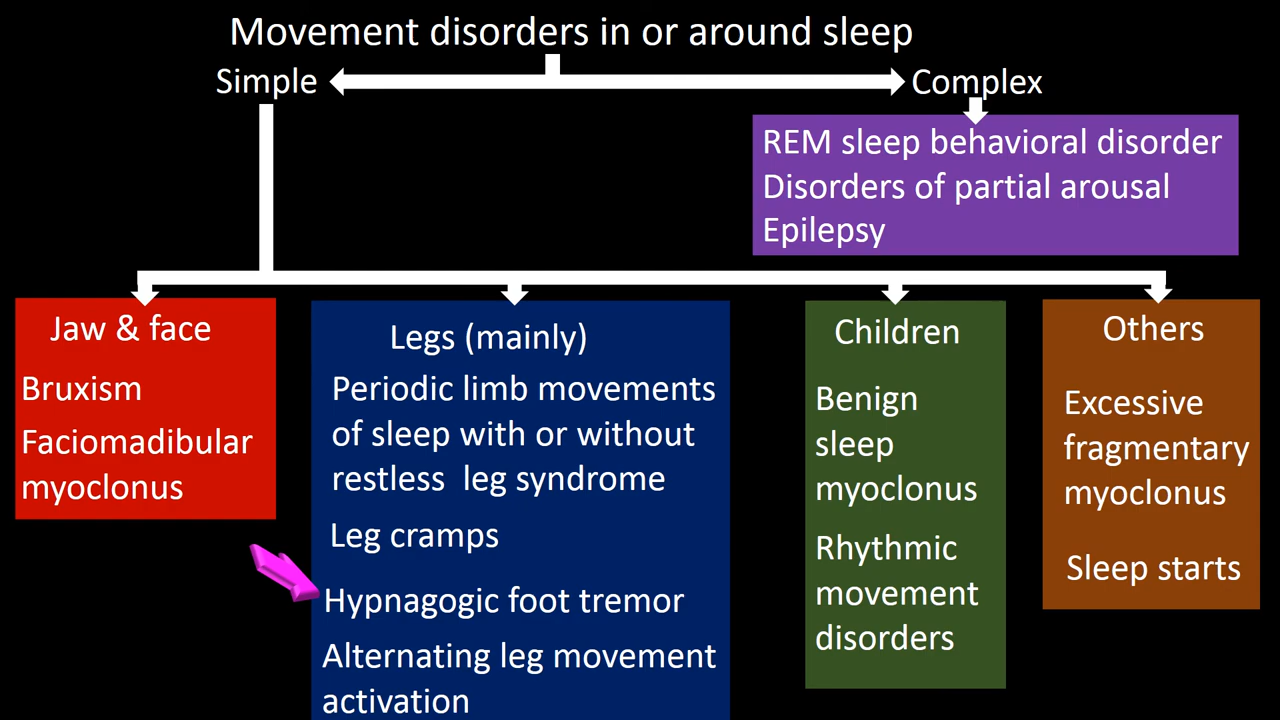 Movement disorders in or around sleep
Simple
Complex
REM sleep behavioral disorder
Disorders of partial arousal
Epilepsy
Jaw & face
Bruxism
Faciomadibular
myoclonus
Legs (mainly)
Periodic limb movements
of sleep with or without
restless leg syndrome
Leg cramps
Hypnagogic foot tremor
Alternating leg movement
activation
Children
Benign
sleep
myoclonus
Rhythmic
movement
disorders
Others
Excessive
fragmentary
myoclonus
Sleep starts